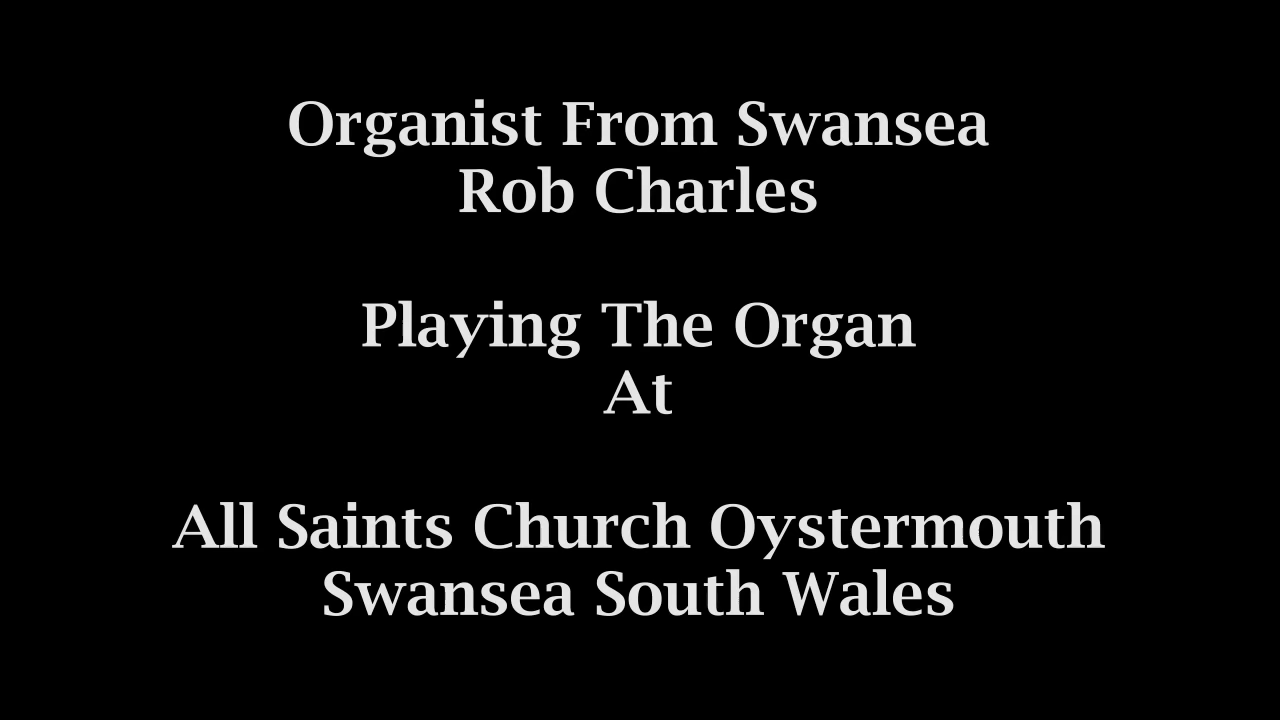 Organist From Swansea
Rob Charles
Playing The Organ
At
All Saints Church Oystermouth
Swansea South Wales